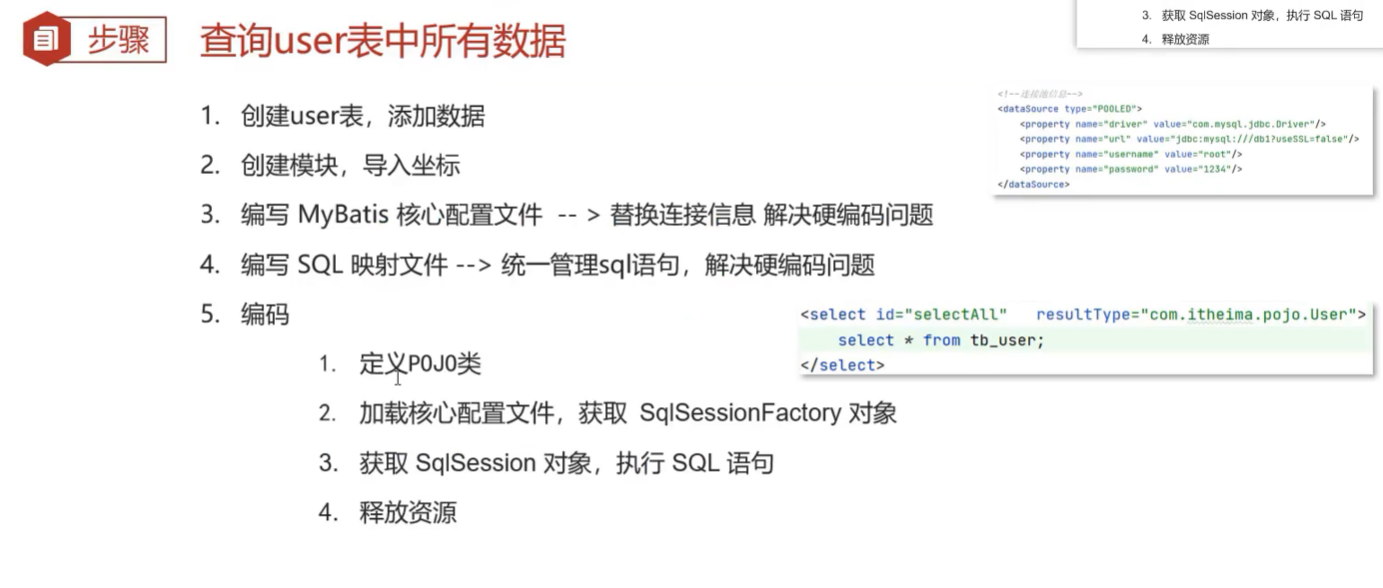 步骤
查询user表中所有数据
1. 创建user表，添加数据
2. 创建模块，导入坐标
3. 编写 MyBatis 核心配置文件 -- > 替换连接信息 解决硬编码问题
4. 编写 SQL 映射文件 --> 统一管理sql语句，解决硬编码问题
5. 编码
1. 定义POJO类
2. 加载核心配置文件，获取 SqlSessionFactory 对象
3. 获取 SqlSession 对象，执行 SQL 语句
4. 释放资源
3. 获取 SqlSession 对象，执行 SQL 语句
4. 释放资源
<!--连接池信息-->
<dataSource type="POOLED">
<property name="driver" value="com.mysql.jdbc.Driver"/>
<property name="url" value="jdbc:mysql:///db1?useSSL=false"/>
<property name="username" value="root"/>
<property name="password" value="1234"/>
</dataSource>
<select id="selectAll" resultType="com.itheima.pojo.User">
select * from tb_user;
</select>